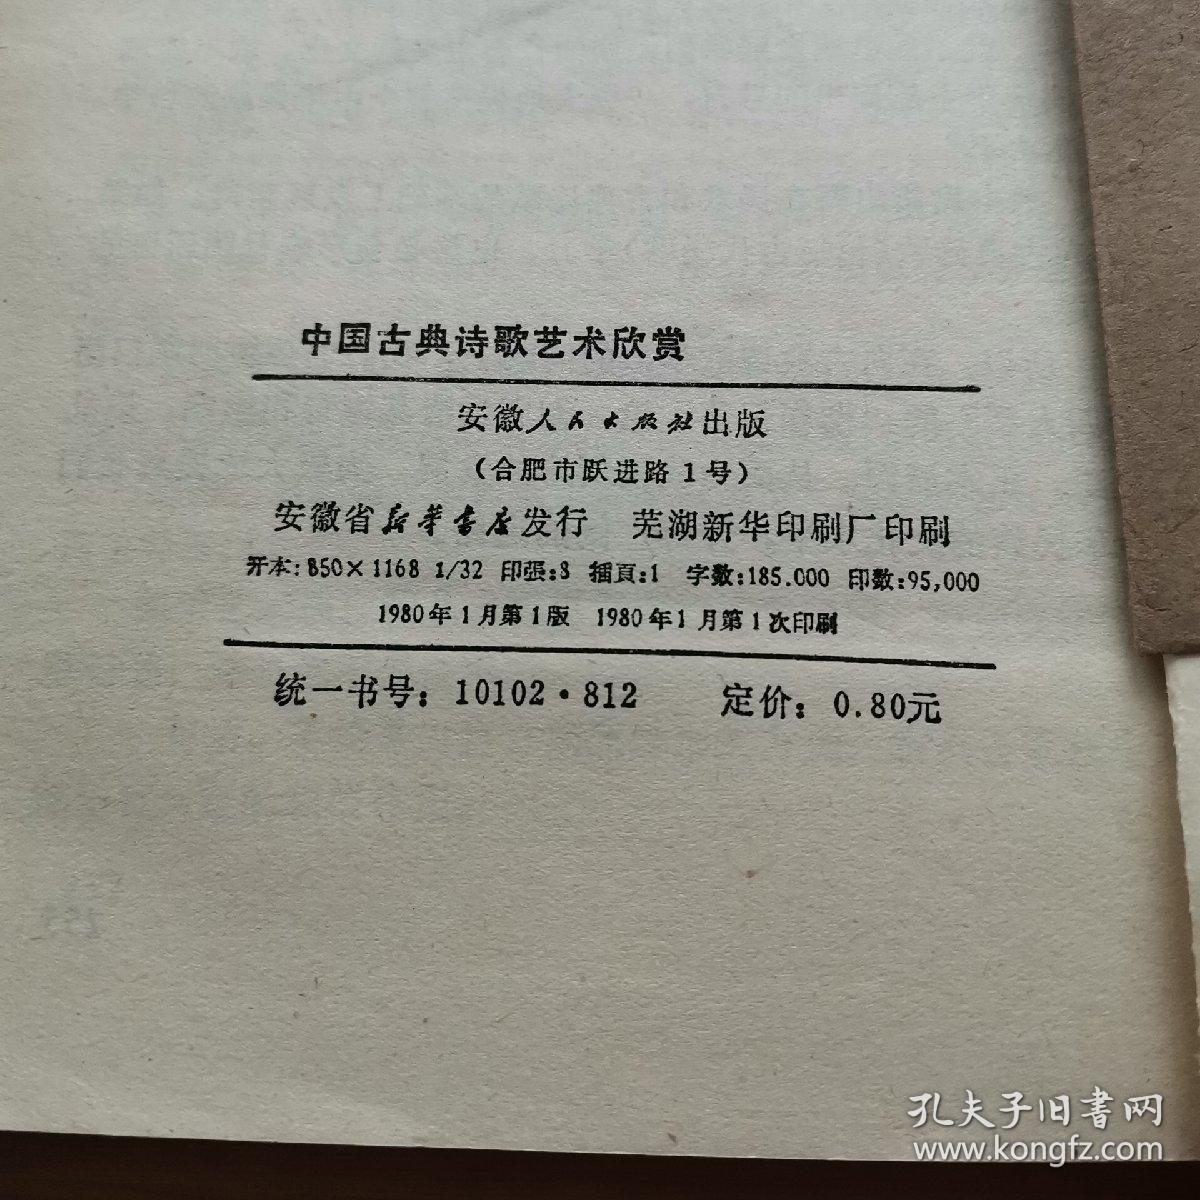 中国古典诗歌艺术欣赏
安徽人民出版社出版
（合肥市跃进路1号）
安徽省新华书店发行 芜湖新华印刷厂印刷
开本：850×1168 1/32 印张：8 插頁：1 字数：185.000 印数：95,000
1980年1月第1版 1980年1月第1次印刷
统一书号：10102·812 定价：0.80元
孔夫子旧書网
www.kongfz.com